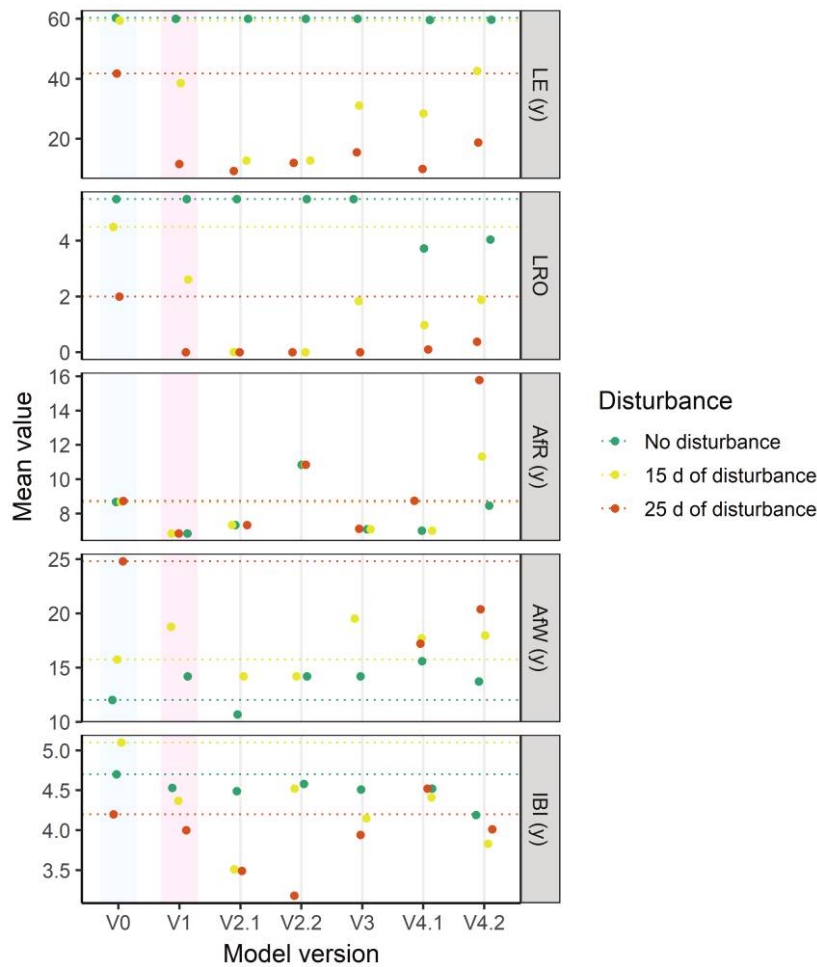 60
40
20
LE (y)
4
2
0
LRO
16
14
12
10
8
AfR (y)
25
20
15
10
AfW (y)
5.0
4.5
4.0
3.5
IBI (y)
Mean value
V0 V1 V2.1 V2.2 V3 V4.1 V4.2
Model version
Disturbance
No disturbance
15 d of disturbance
25 d of disturbance